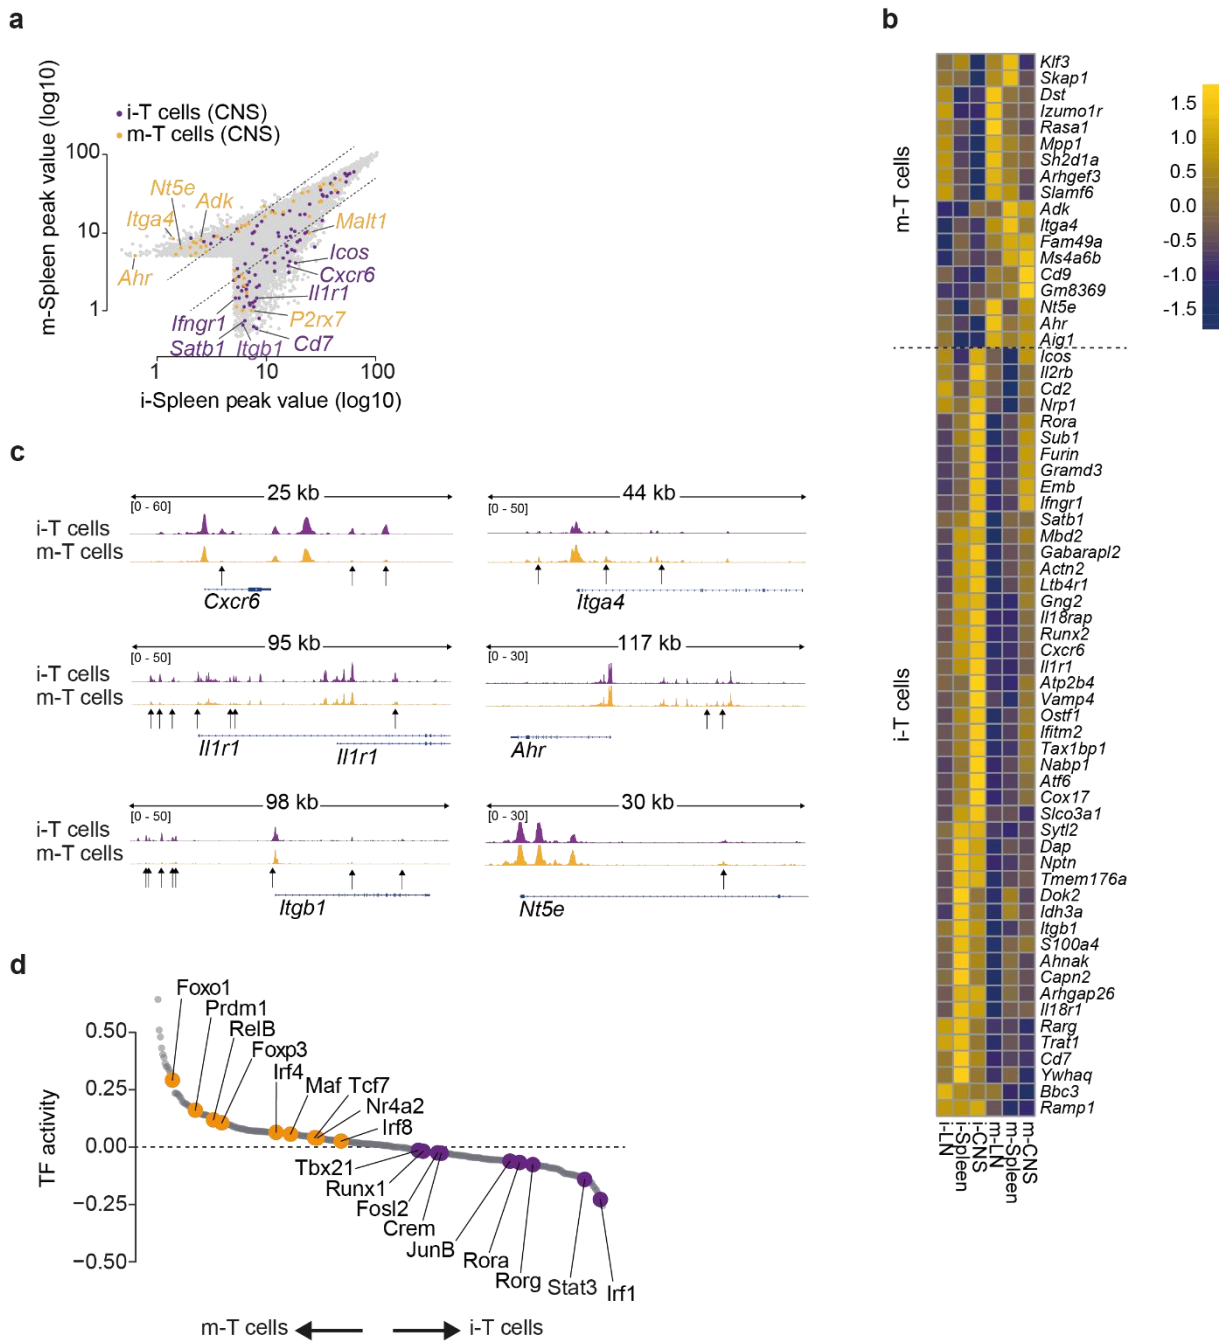 a
i-T cells (CNS)
m-T cells (CNS)
m-Spleen peak value (log10)
100
10
1
Nt5e
Adk
Itga4
Ahr
Malt1
Icos
Cxcr6
Il1r1
P2rx7
Ifngr1
Satb1
Itgb1
Cd7
1
10
100
i-Spleen peak value (log10)
b
m-T cells
i-T cells
Klf3
Skap1
Dst
Izumo1r
Rasa1
Mpp1
Sh2d1a
Arhgef3
Slamf6
Adk
Itga4
Fam49a
Ms4a6b
Cd9
Gm8369
Nt5e
Ahr
Aig1
Icos
Il2rb
Cd2
Nrp1
Rora
Sub1
Furin
Gramd3
Emb
Ifngr1
Satb1
Mbd2
Gabarapl2
Actn2
Ltb4r1
Gng2
Il18rap
Runx2
Cxcr6
Il1r1
Atp2b4
Vamp4
Ostf1
Ifitm2
Tax1bp1
Nabp1
Atf6
Cox17
Slco3a1
Sytl2
Dap
Nptn
Tmem176a
Dok2
Idh3a
Itgb1
S100a4
Ahnak
Capn2
Arhgap26
Il18r1
Rarg
Trat1
Cd7
Ywhaq
Bbc3
Ramp1
i-LN
i-Spleen
i-CNS
m-LN
m-Spleen
m-CNS
1.5
1.0
0.5
0.0
-0.5
-1.0
-1.5
c
25 kb
[0 - 60]
i-T cells
m-T cells
Cxcr6
44 kb
[0 - 50]
Itga4
95 kb
[0 - 50]
i-T cells
m-T cells
Il1r1
Il1r1
117 kb
[0 - 30]
Ahr
98 kb
[0 - 50]
i-T cells
m-T cells
Itgb1
30 kb
[0 - 30]
Nt5e
d
TF activity
0.50
0.25
0.00
−0.25
−0.50
Foxo1
Prdm1
RelB
Foxp3
Irf4
Maf Tcf7
Nr4a2
Irf8
Tbx21
Runx1
Fosl2
Crem
JunB
Rora
Rorg
Stat3
Irf1
m-T cells
i-T cells